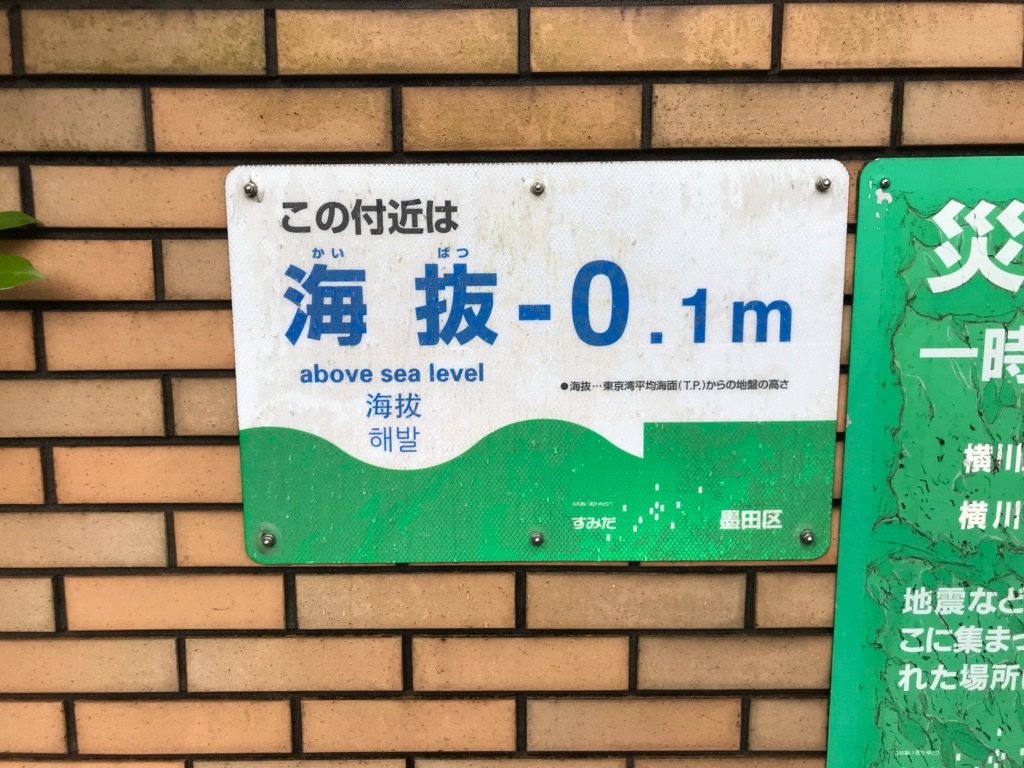 この付近は
かい ばつ
海 抜 -0.1m
above sea level
●海抜…東京湾平均海面(T.P.)からの地盤の高さ
海拔
해발
すみだ
墨田区
災
一時
横川
横川
地震など
こに集まっ
れた場所